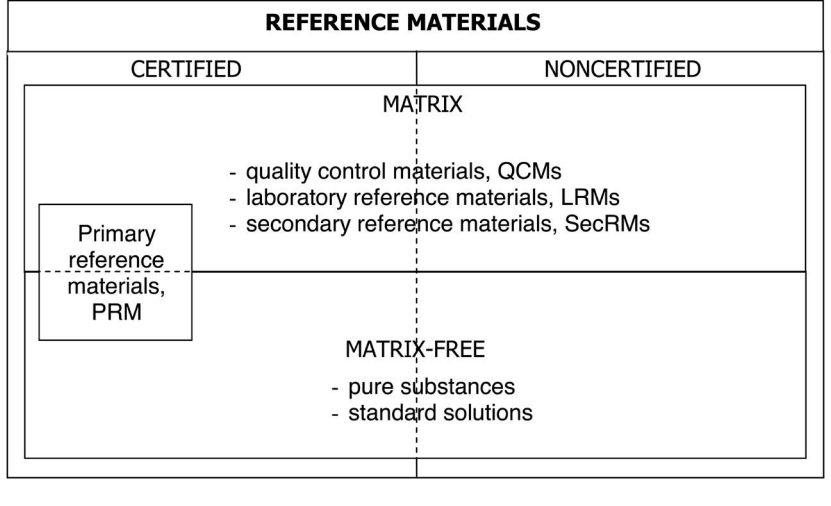 REFERENCE MATERIALS
CERTIFIED
NONCERTIFIED
MATRIX
- quality control materials, QCMs
- laboratory reference materials, LRMs
- secondary reference materials, SecRMs
Primary
reference
materials,
PRM
MATRIX-FREE
- pure substances
- standard solutions